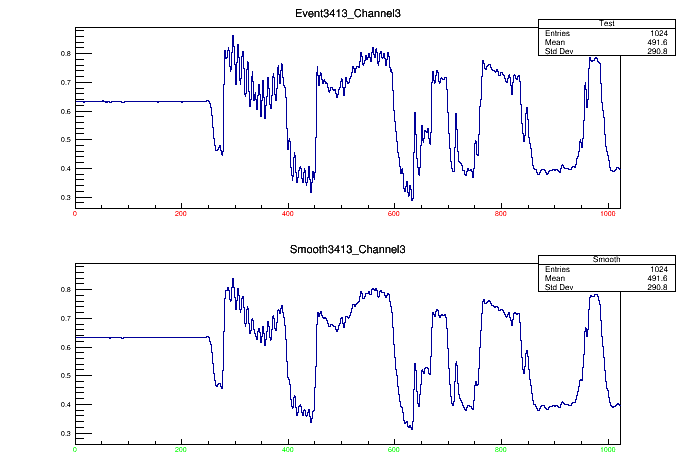 Event3413_Channel3
Test
Entries 1024
Mean 491.6
Std Dev 290.8
0.8
0.7
0.6
0.5
0.4
0.3
0 200 400 600 800 1000
Smooth3413_Channel3
Smooth
Entries 1024
Mean 491.6
Std Dev 290.8
0.8
0.7
0.6
0.5
0.4
0.3
0 200 400 600 800 1000